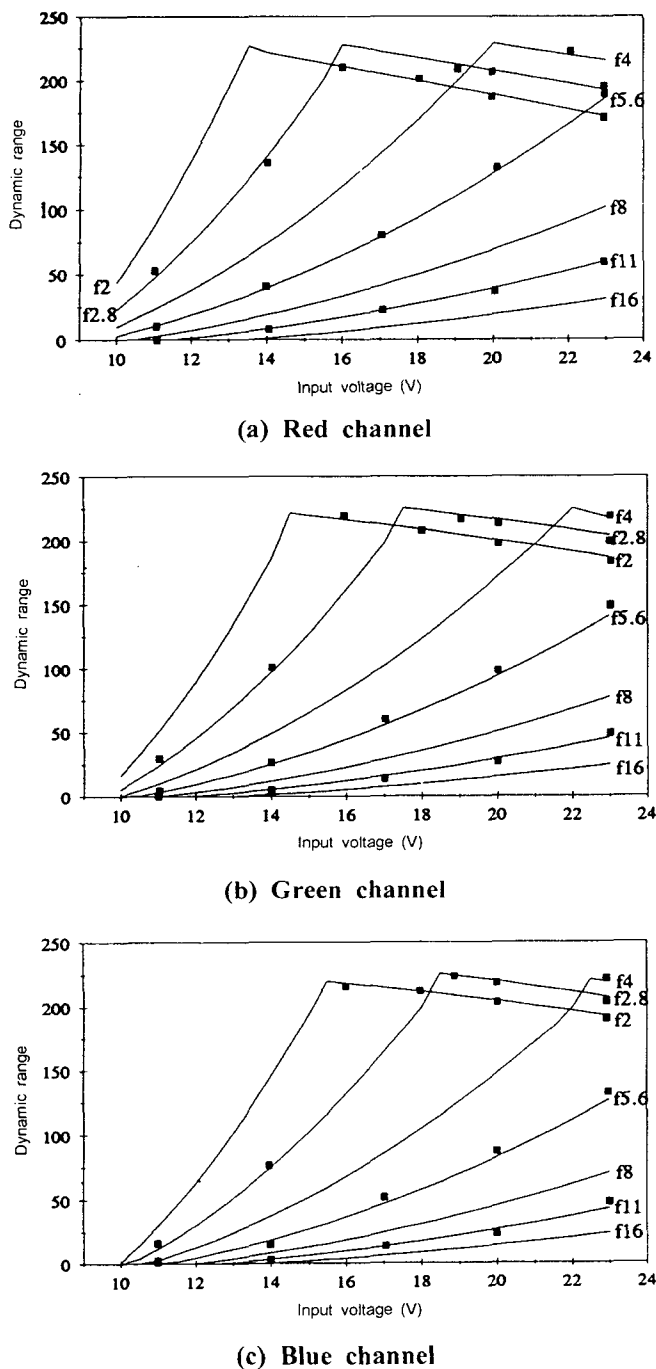 250
200
150
100
50
0
Dynamic range
f4
f5.6
f8
f11
f16
f2
f2.8
10 12 14 16 18 20 22 24
Input voltage (V)
(a) Red channel
250
200
150
100
50
0
Dynamic range
f4
f2.8
f2
f5.6
f8
f11
f16
10 12 14 16 18 20 22 24
Input voltage (V)
(b) Green channel
250
200
150
100
50
0
Dynamic range
f4
f2.8
f2
f5.6
f8
f11
f16
10 12 14 16 18 20 22 24
Input voltage (V)
(c) Blue channel